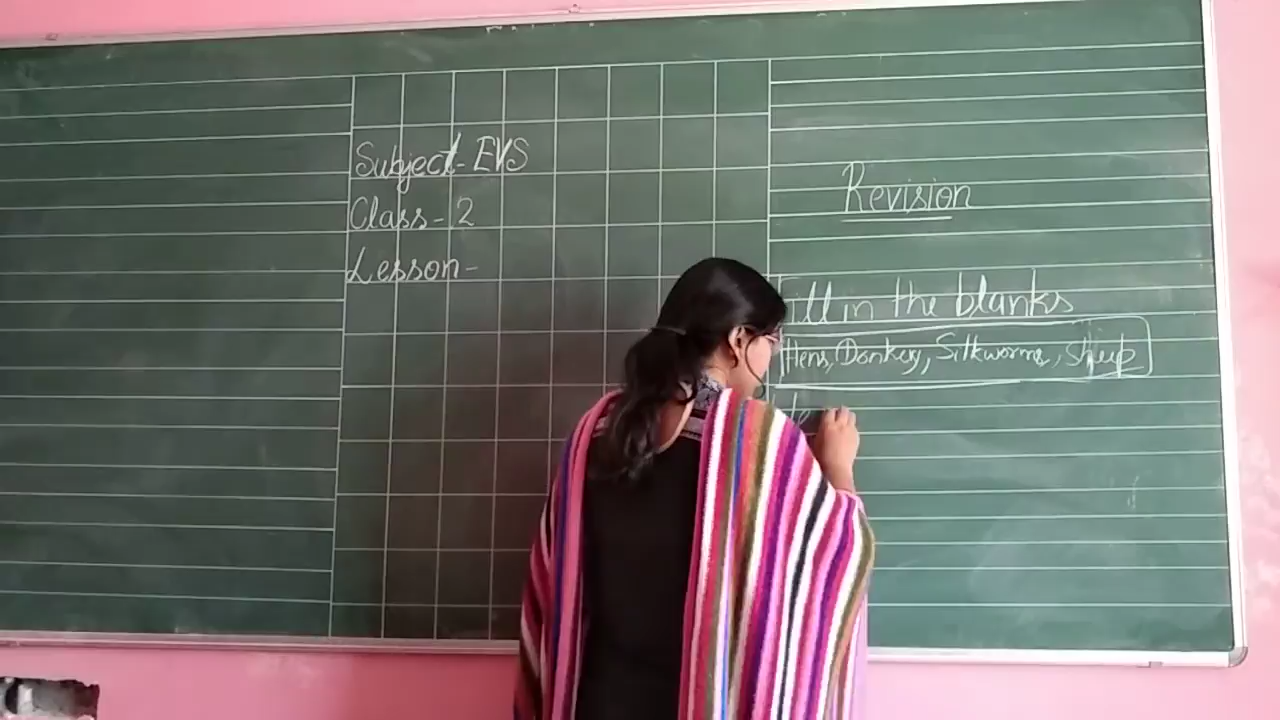 Subject- EVS
Class- 2
Lesson-
Revision
Fill in the blanks
Hens, Donkey, Silkworms, Sheep